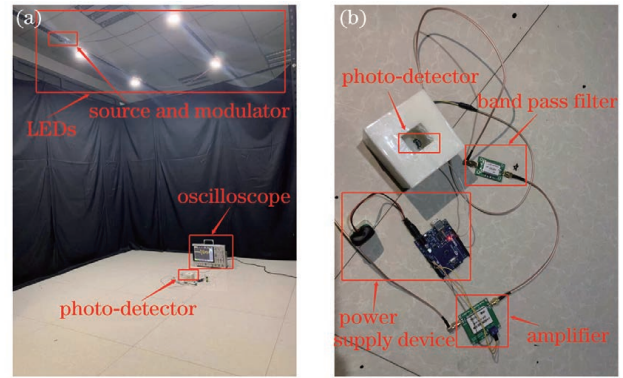 (a)
LEDs
source and modulator
oscilloscope
photo-detector
(b)
photo-detector
band pass filter
power
supply device
amplifier